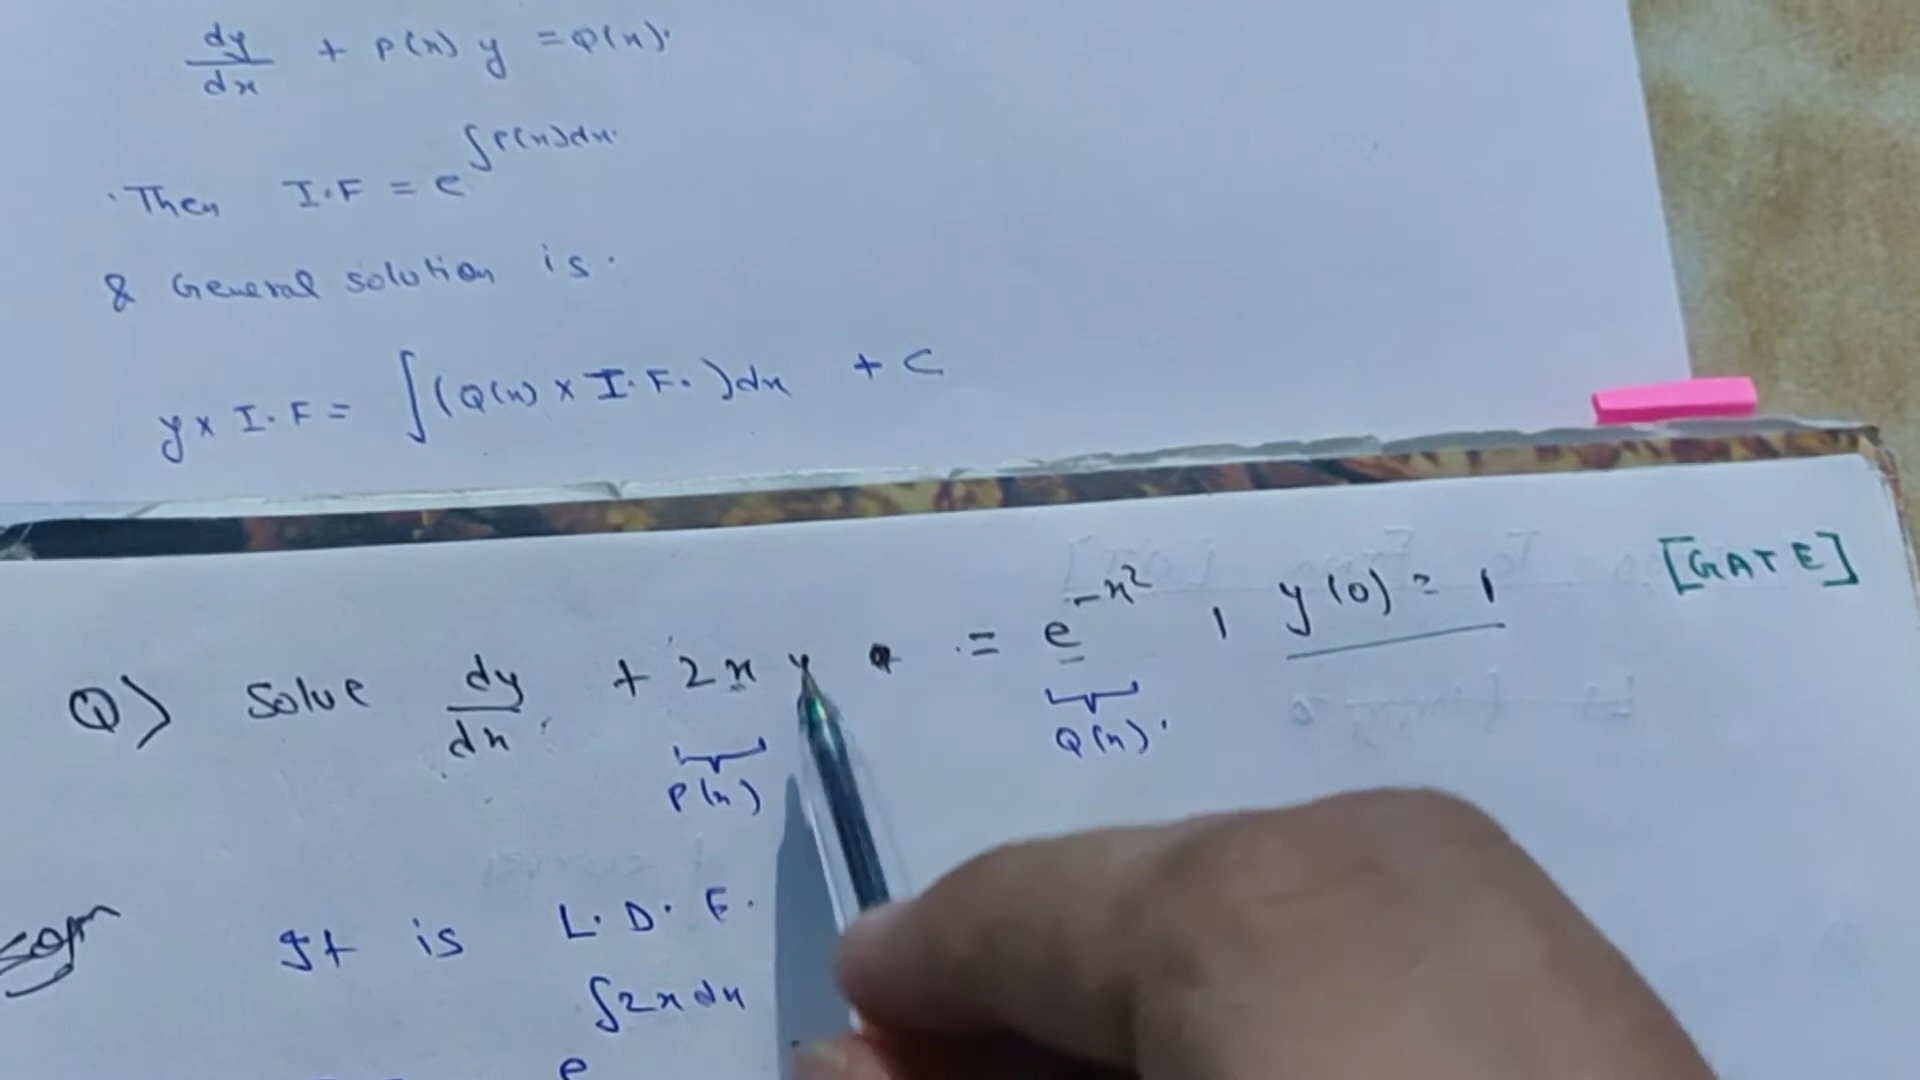 dy/dx + P(x) y = Q(x).
Then I.F = e^∫P(x)dx.
& General solution is.
y x I.F = ∫(Q(x) x I.F.)dx + C
[GATE]
Q) Solve dy/dx + 2x y = e^-x² , y(0) = 1
P(x) Q(x).
Soln It is L.D.E.
∫2x dx
e